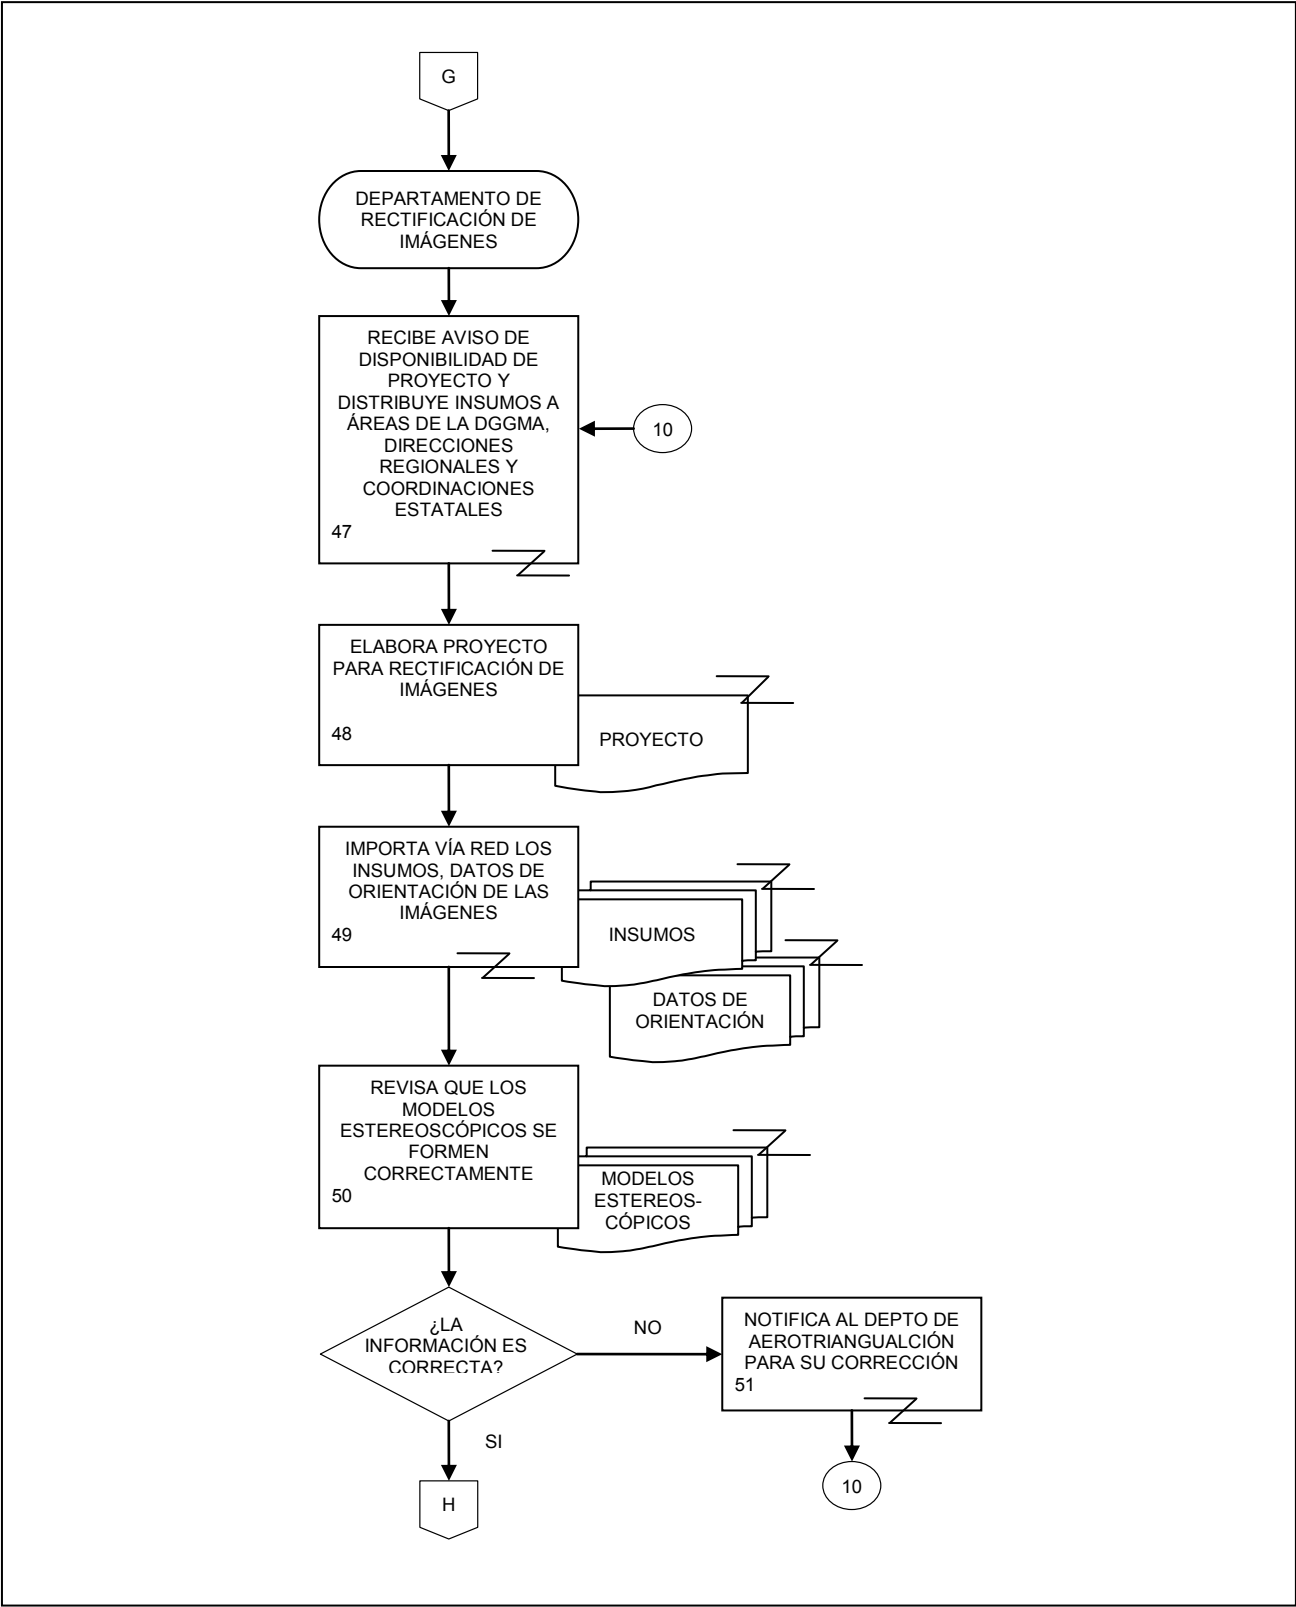 G
DEPARTAMENTO DE
RECTIFICACIÓN DE
IMÁGENES
RECIBE AVISO DE
DISPONIBILIDAD DE
PROYECTO Y
DISTRIBUYE INSUMOS A
ÁREAS DE LA DGGMA,
DIRECCIONES
REGIONALES Y
COORDINACIONES
ESTATALES
47
10
ELABORA PROYECTO
PARA RECTIFICACIÓN DE
IMÁGENES
48
PROYECTO
IMPORTA VÍA RED LOS
INSUMOS, DATOS DE
ORIENTACIÓN DE LAS
IMÁGENES
49
INSUMOS
DATOS DE
ORIENTACIÓN
REVISA QUE LOS
MODELOS
ESTEREOSCÓPICOS SE
FORMEN
CORRECTAMENTE
50
MODELOS
ESTEREOS-
CÓPICOS
¿LA
INFORMACIÓN ES
CORRECTA?
NO
NOTIFICA AL DEPTO DE
AEROTRIANGUALCIÓN
PARA SU CORRECCIÓN
51
SI
10
H